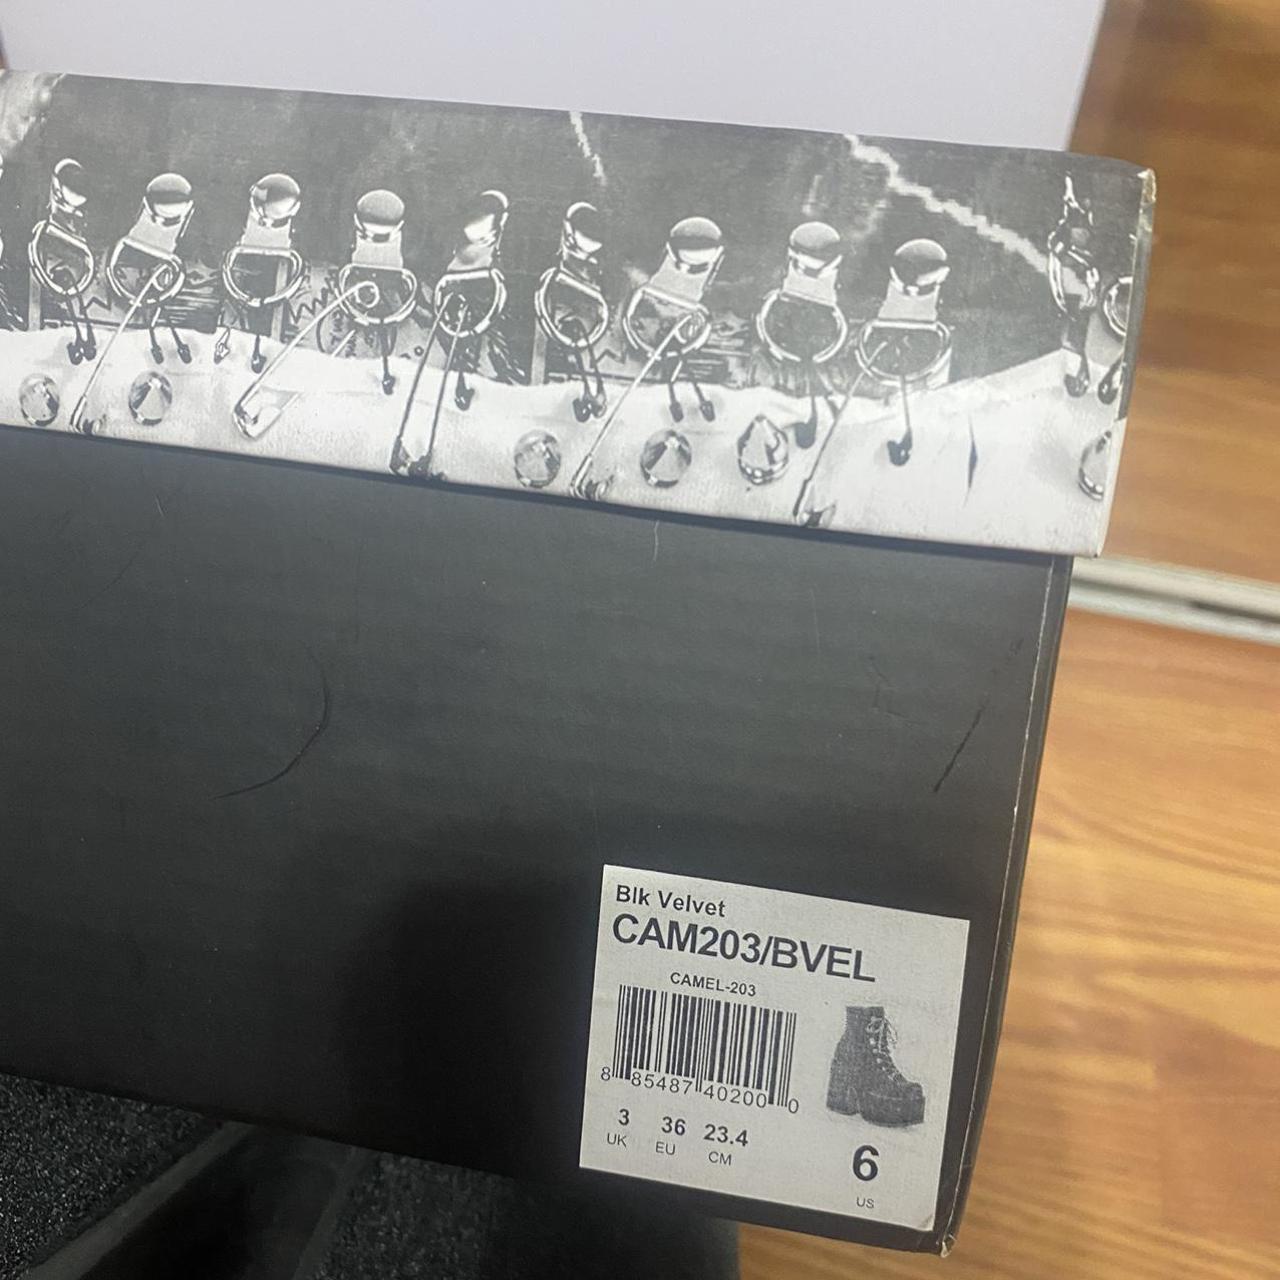 Blk Velvet
CAM203/BVEL
CAMEL-203
8 85487 40200 0
3 36 23.4
UK EU CM
6
US